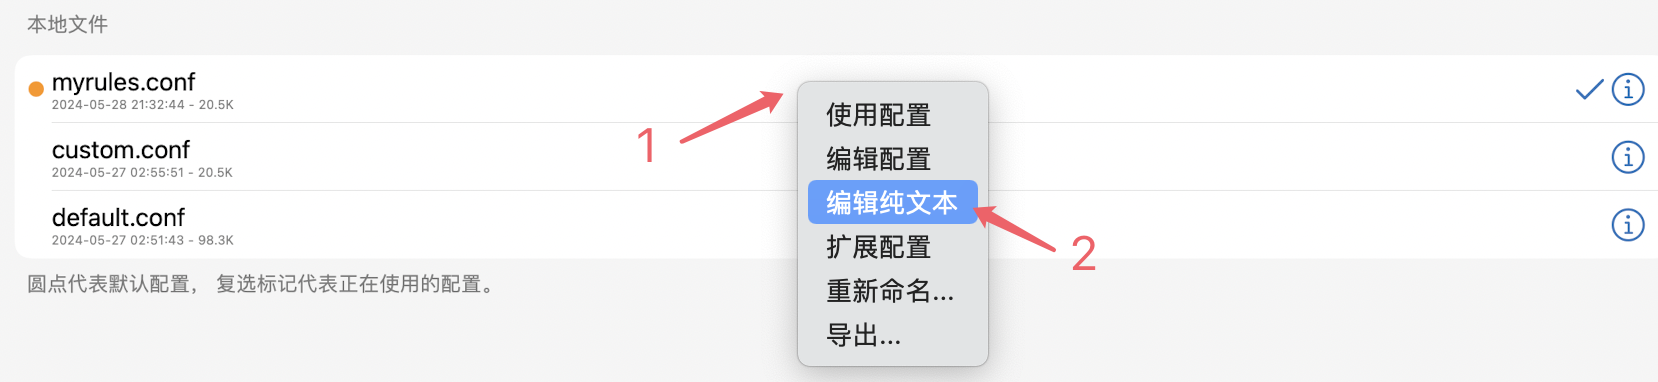 本地文件
myrules.conf
2024-05-28 21:32:44 - 20.5K
custom.conf
2024-05-27 02:55:51 - 20.5K
default.conf
2024-05-27 02:51:43 - 98.3K
圆点代表默认配置， 复选标记代表正在使用的配置。
1
使用配置
编辑配置
编辑纯文本
2
扩展配置
重新命名...
导出...